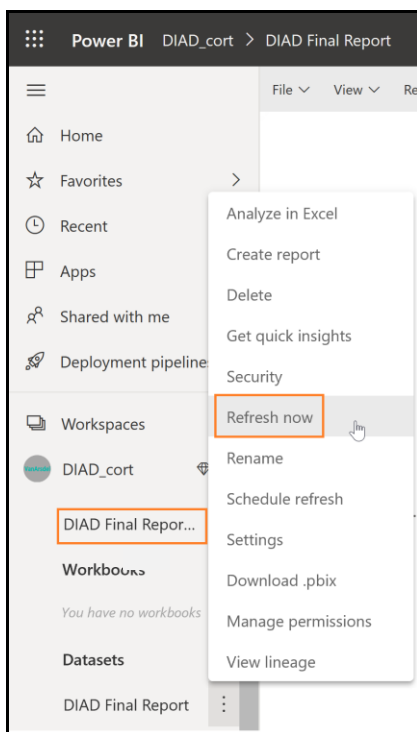 Power BI DIAD_cort > DIAD Final Report
File View Re
Home
Favorites
Recent
Apps
Shared with me
Deployment pipeline
Workspaces
DIAD_cort
DIAD Final Repor...
Workbooks
You have no workbooks
Datasets
DIAD Final Report
Analyze in Excel
Create report
Delete
Get quick insights
Security
Refresh now
Rename
Schedule refresh
Settings
Download .pbix
Manage permissions
View lineage